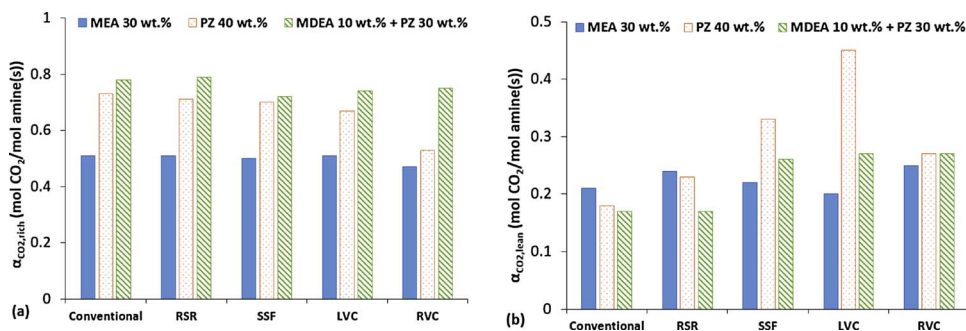 MEA 30 wt.% PZ 40 wt.% MDEA 10 wt.% + PZ 30 wt.%
1
0.8
0.6
0.4
0.2
0
αCO2,rich (mol CO2/mol amine(s))
Conventional RSR SSF LVC RVC
(a)
MEA 30 wt.% PZ 40 wt.% MDEA 10 wt.% + PZ 30 wt.%
0.5
0.4
0.3
0.2
0.1
0
αCO2,lean (mol CO2/mol amine(s))
Conventional RSR SSF LVC RVC
(b)